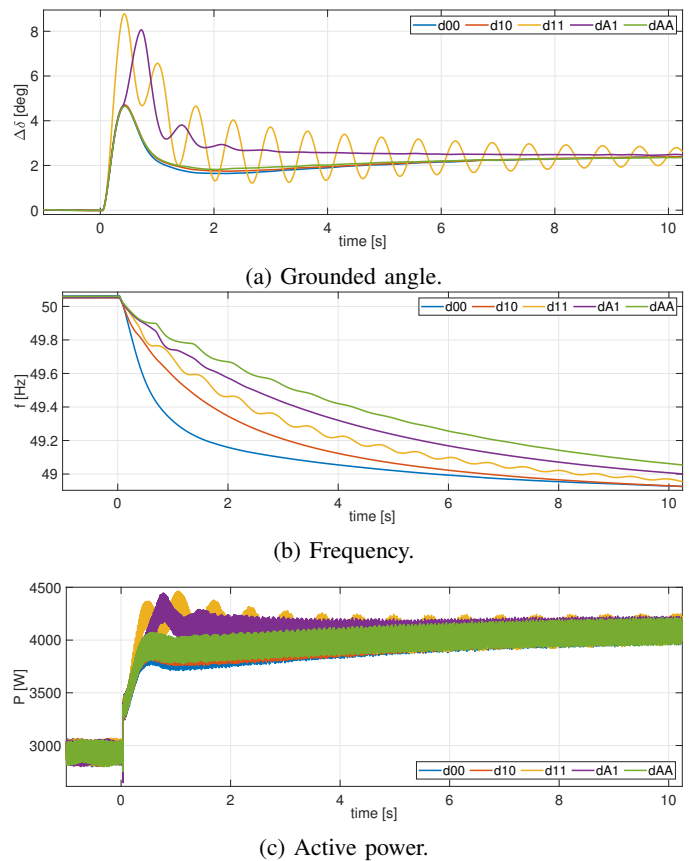 d00 d10 d11 dA1 dAA
8
6
4
2
0
Δδ [deg]
0 2 4 6 8 10
time [s]
(a) Grounded angle.
d00 d10 d11 dA1 dAA
50
49.8
49.6
49.4
49.2
49
f [Hz]
0 2 4 6 8 10
time [s]
(b) Frequency.
4500
4000
3500
3000
P [W]
d00 d10 d11 dA1 dAA
0 2 4 6 8 10
time [s]
(c) Active power.